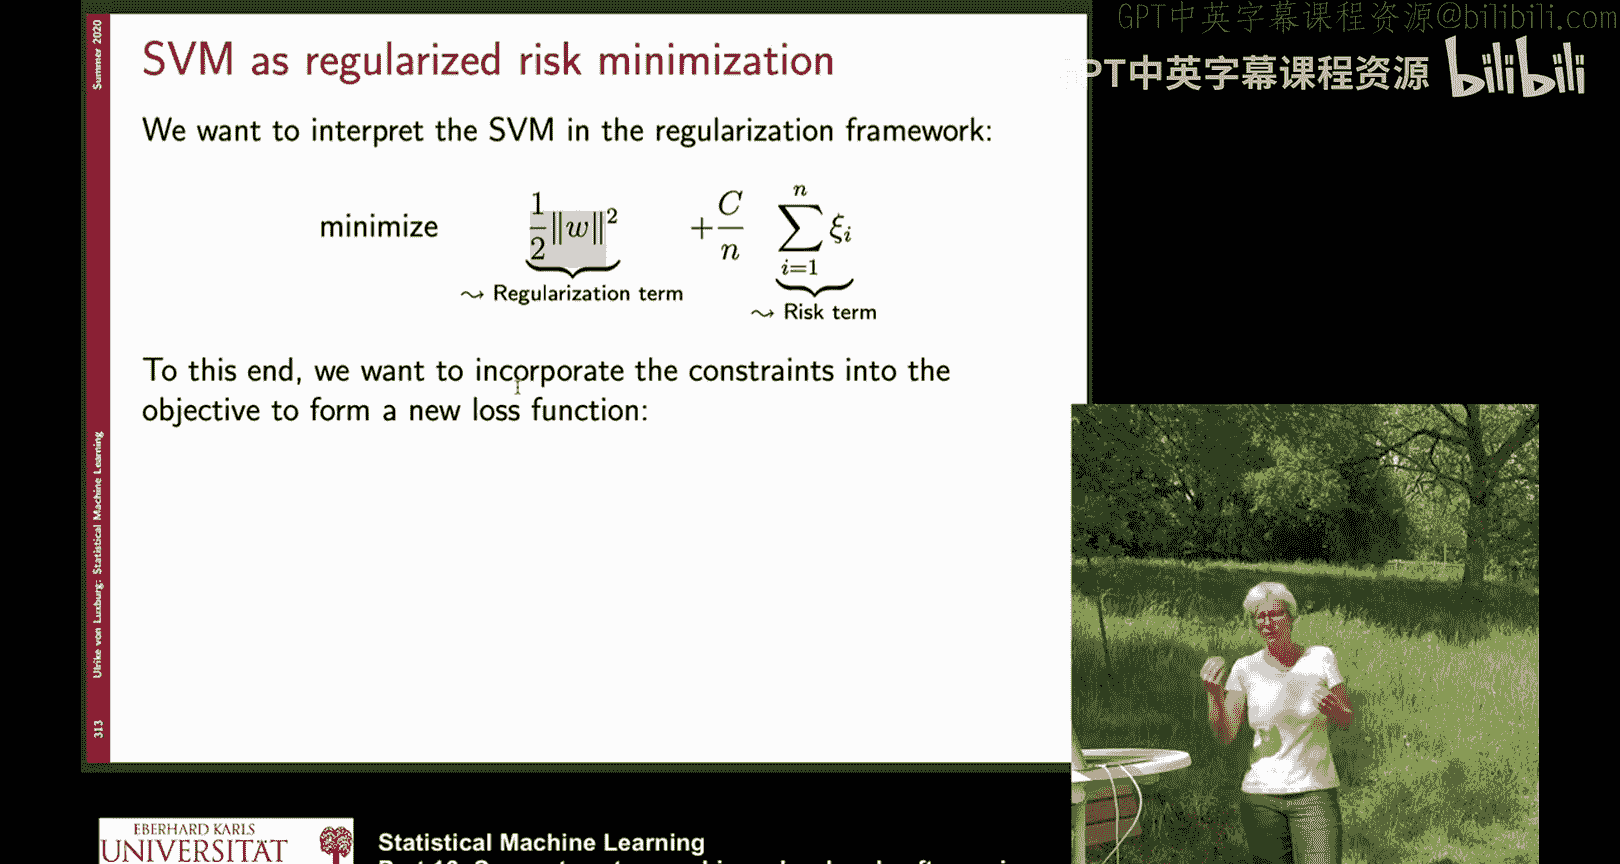 GPT中英字幕课程资源@bilibili.com
PT中英字幕课程资源 bilibili
Summer 2020
SVM as regularized risk minimization
We want to interpret the SVM in the regularization framework:
minimize 1/2 ‖w‖² + C/n ∑ᵢ₌₁ⁿ ξᵢ
⇝ Regularization term
⇝ Risk term
To this end, we want to incorporate the constraints into the
objective to form a new loss function:
Ulrike von Luxburg: Statistical Machine Learning
313
EBERHARD KARLS
UNIVERSITÄT
Statistical Machine Learning